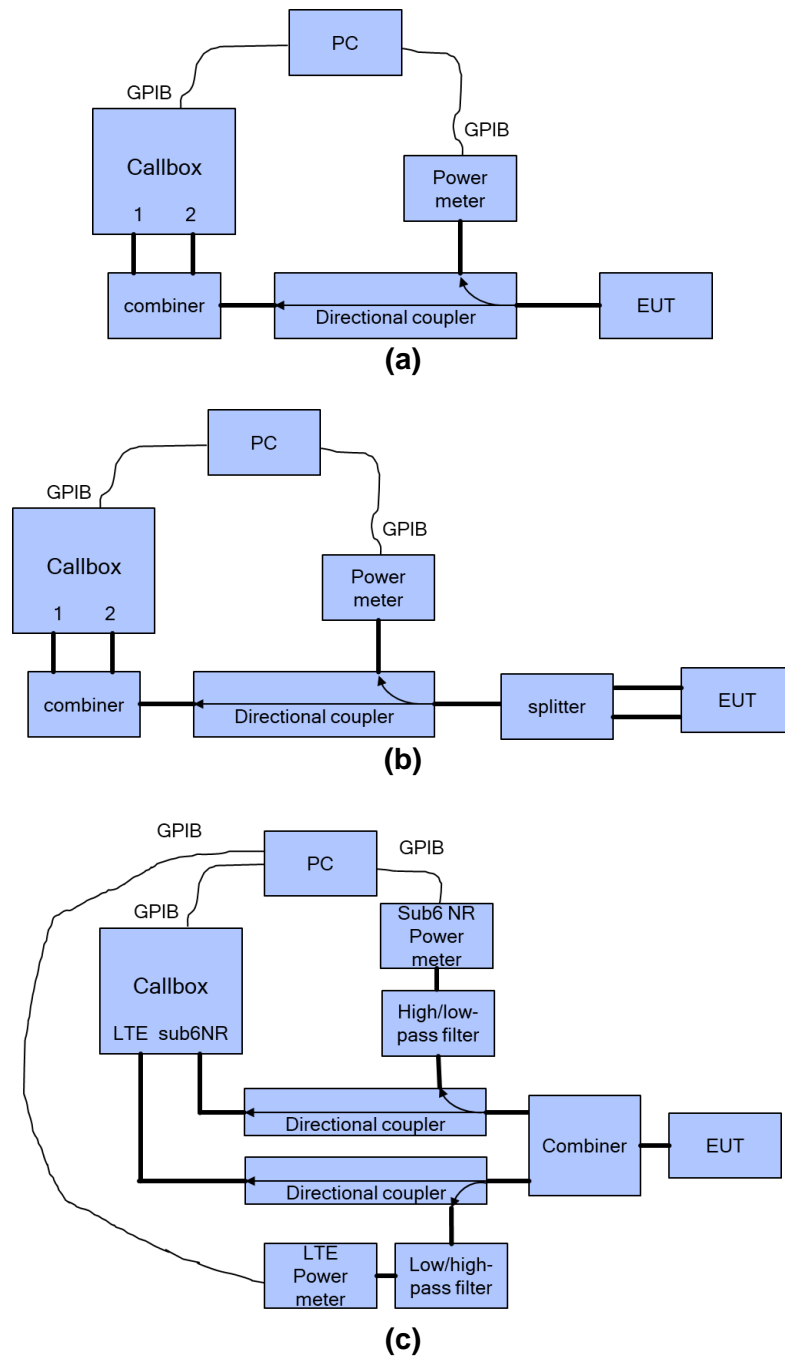 PC
GPIB
GPIB
Callbox
1 2
Power
meter
combiner
Directional coupler
EUT
(a)
PC
GPIB
GPIB
Callbox
1 2
Power
meter
combiner
Directional coupler
splitter
EUT
(b)
GPIB
PC
GPIB
GPIB
Sub6 NR
Power
meter
Callbox
LTE sub6NR
High/low-
pass filter
Directional coupler
Combiner
EUT
Directional coupler
LTE
Power
meter
Low/high-
pass filter
(c)